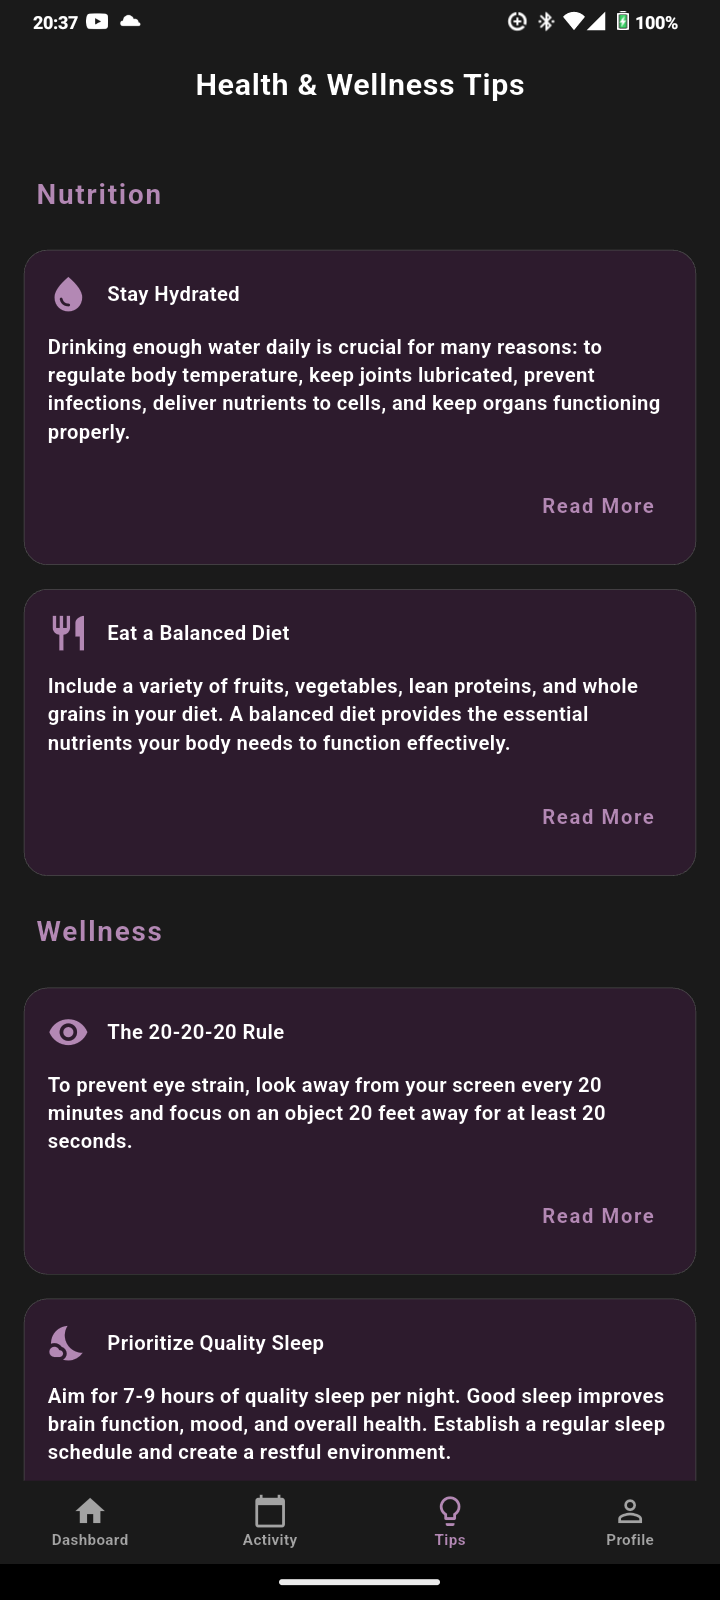 20:37
100%
Health & Wellness Tips
Nutrition
Stay Hydrated
Drinking enough water daily is crucial for many reasons: to
regulate body temperature, keep joints lubricated, prevent
infections, deliver nutrients to cells, and keep organs functioning
properly.
Read More
Eat a Balanced Diet
Include a variety of fruits, vegetables, lean proteins, and whole
grains in your diet. A balanced diet provides the essential
nutrients your body needs to function effectively.
Read More
Wellness
The 20-20-20 Rule
To prevent eye strain, look away from your screen every 20
minutes and focus on an object 20 feet away for at least 20
seconds.
Read More
Prioritize Quality Sleep
Aim for 7-9 hours of quality sleep per night. Good sleep improves
brain function, mood, and overall health. Establish a regular sleep
schedule and create a restful environment.
Dashboard
Activity
Tips
Profile